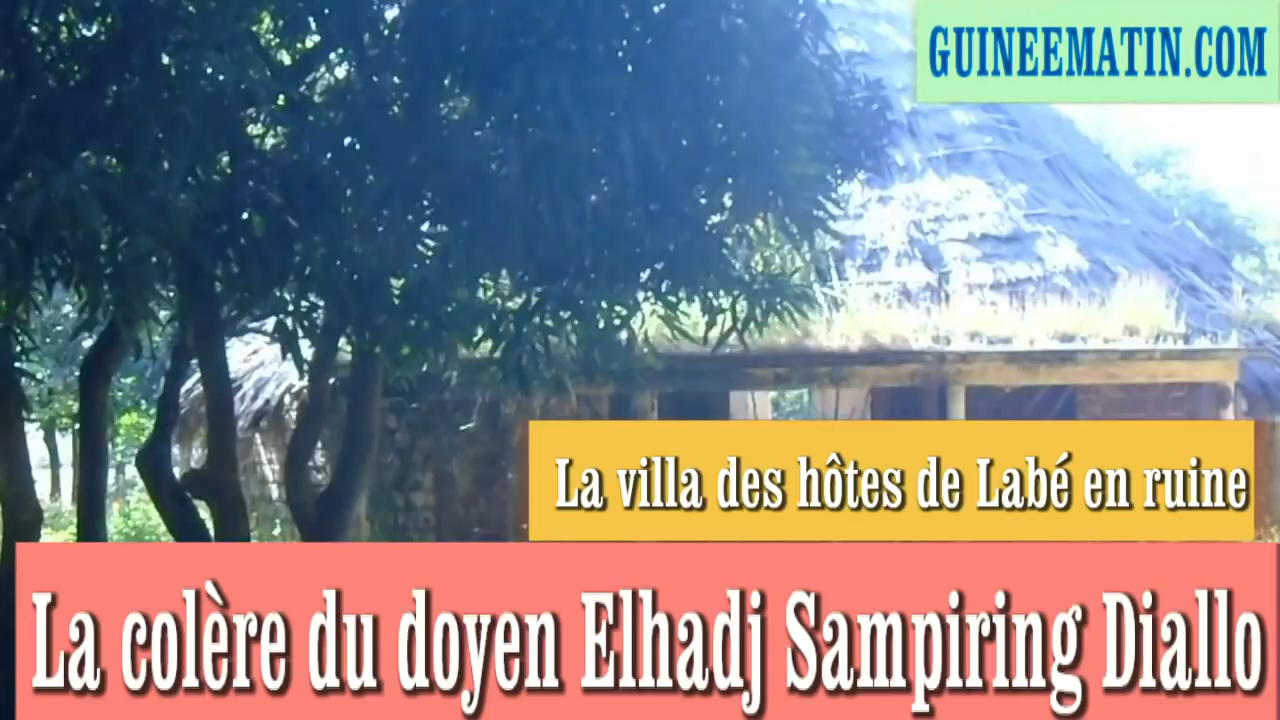 GUINEEMATIN.COM
La villa des hôtes de Labé en ruine
La colère du doyen Elhadj Sampiring Diallo